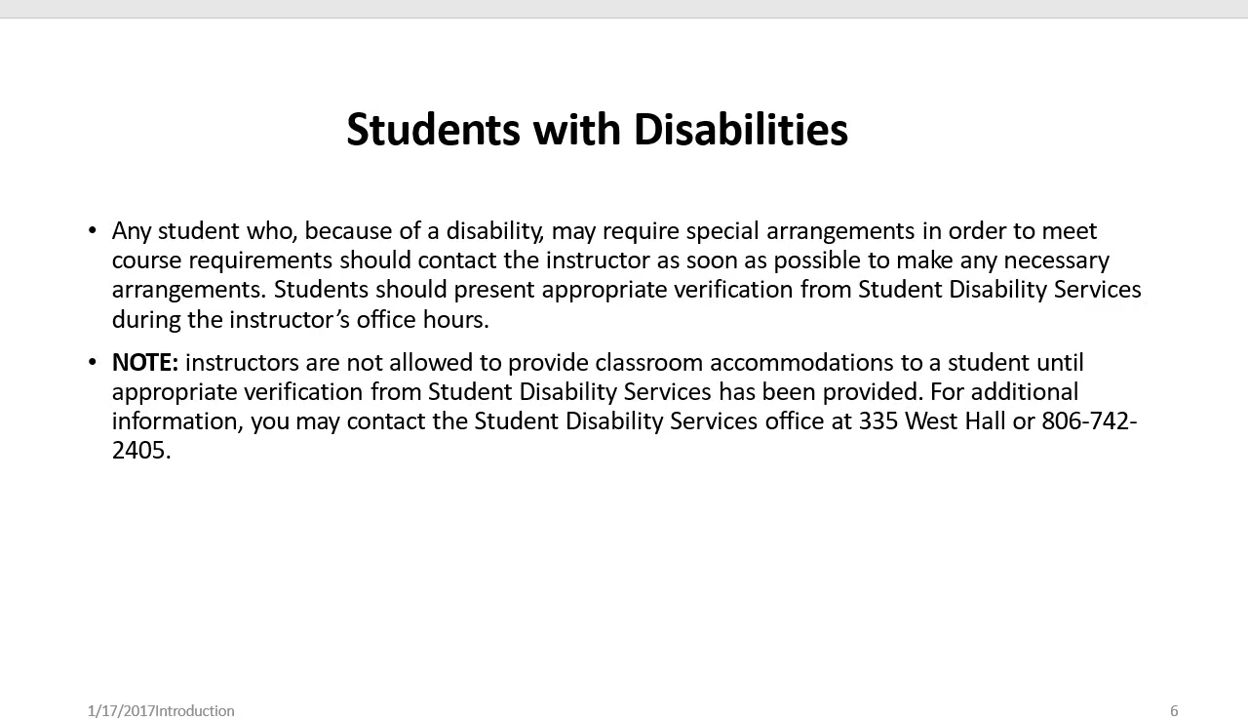 Students with Disabilities
• Any student who, because of a disability, may require special arrangements in order to meet
course requirements should contact the instructor as soon as possible to make any necessary
arrangements. Students should present appropriate verification from Student Disability Services
during the instructor’s office hours.
• NOTE: instructors are not allowed to provide classroom accommodations to a student until
appropriate verification from Student Disability Services has been provided. For additional
information, you may contact the Student Disability Services office at 335 West Hall or 806-742-
2405.
1/17/2017Introduction
6